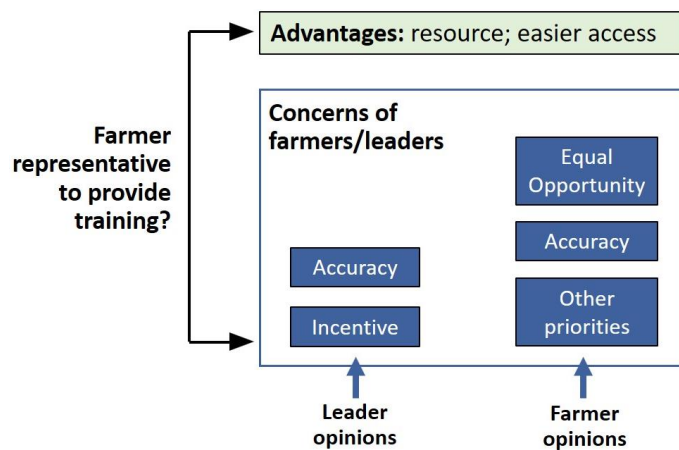 Advantages: resource; easier access
Farmer
representative
to provide
training?
Concerns of
farmers/leaders
Accuracy
Incentive
Equal
Opportunity
Accuracy
Other
priorities
Leader
opinions
Farmer
opinions